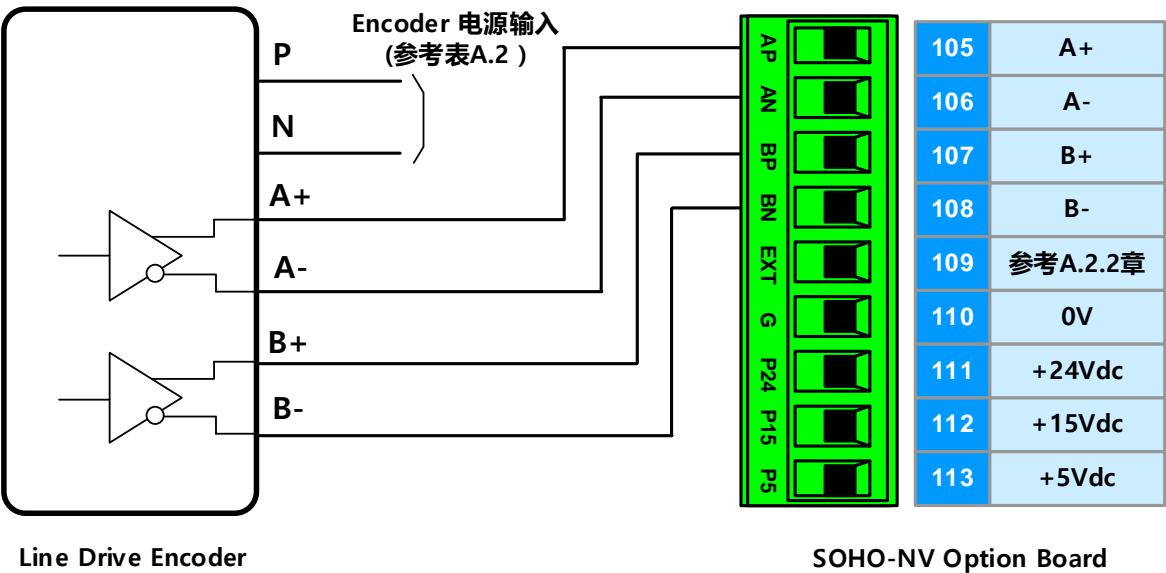 Encoder 电源输入
(参考表A.2 )
P
N
A+
A-
B+
B-
AP
AN
BP
BN
EXT
G
P24
P15
P5
105 A+
106 A-
107 B+
108 B-
109 参考A.2.2章
110 0V
111 +24Vdc
112 +15Vdc
113 +5Vdc
Line Drive Encoder
SOHO-NV Option Board